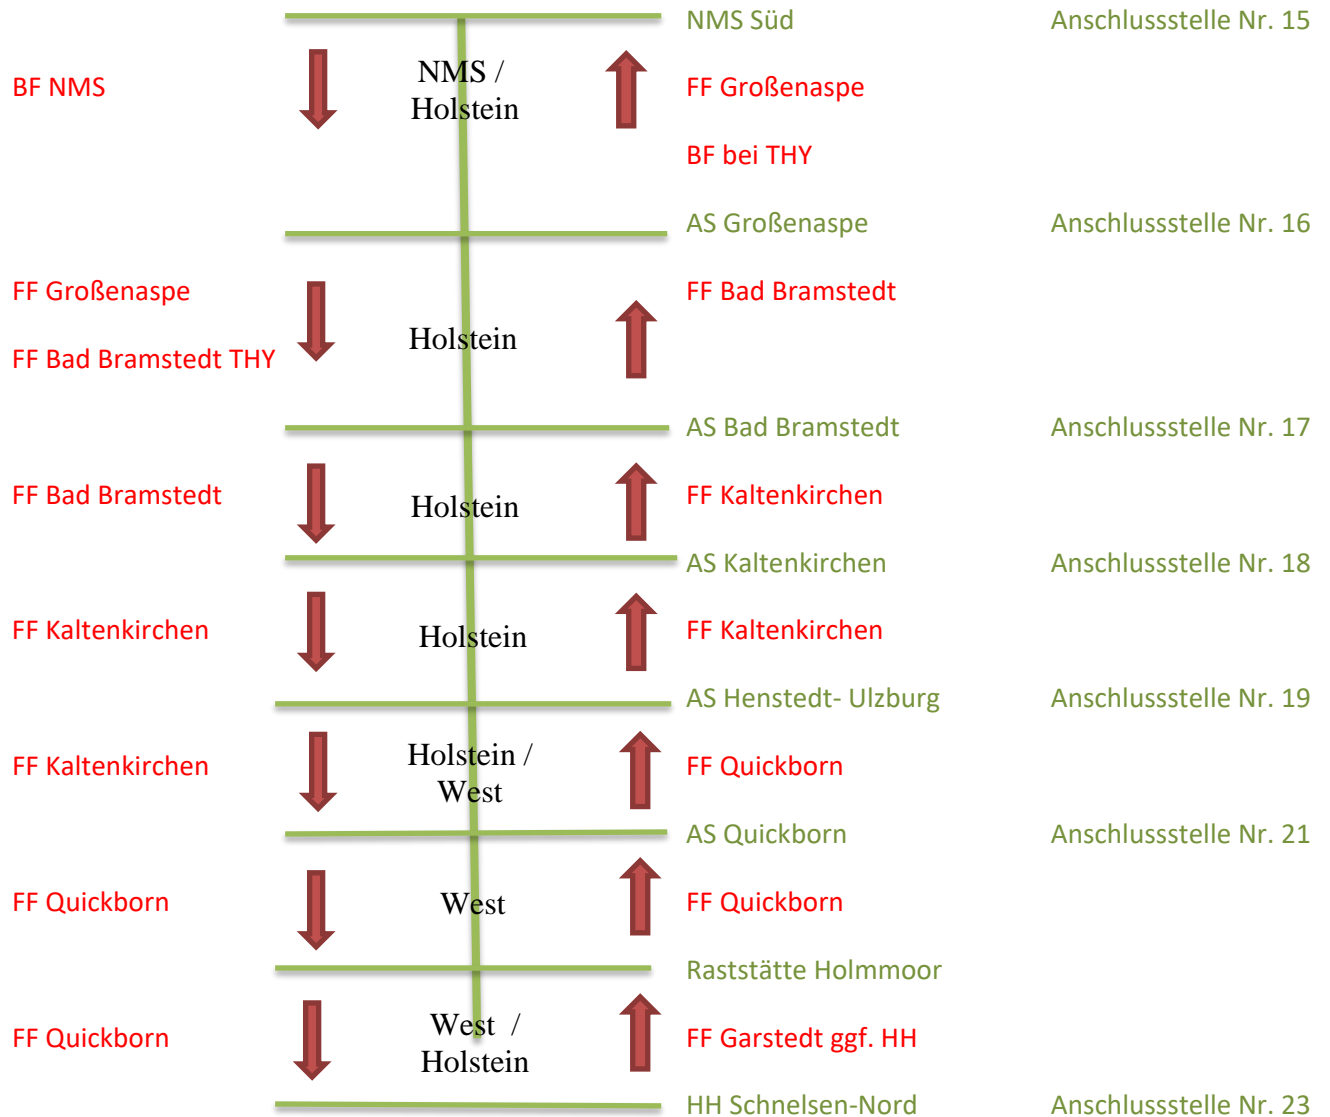 NMS Süd Anschlussstelle Nr. 15
BF NMS NMS / FF Großenaspe
Holstein
BF bei THY
AS Großenaspe Anschlussstelle Nr. 16
FF Großenaspe FF Bad Bramstedt
Holstein
FF Bad Bramstedt THY
AS Bad Bramstedt Anschlussstelle Nr. 17
FF Bad Bramstedt Holstein FF Kaltenkirchen
AS Kaltenkirchen Anschlussstelle Nr. 18
FF Kaltenkirchen Holstein FF Kaltenkirchen
AS Henstedt- Ulzburg Anschlussstelle Nr. 19
FF Kaltenkirchen Holstein / FF Quickborn
West
AS Quickborn Anschlussstelle Nr. 21
FF Quickborn West FF Quickborn
Raststätte Holmmoor
FF Quickborn West / FF Garstedt ggf. HH
Holstein
HH Schnelsen-Nord Anschlussstelle Nr. 23